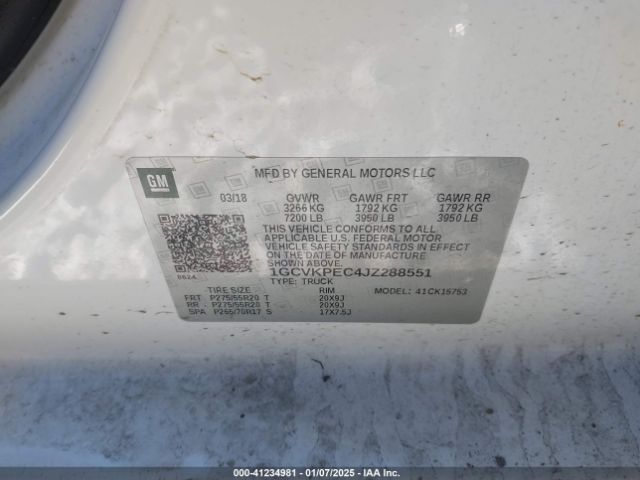 GM
MFD BY GENERAL MOTORS LLC
03/18 GVWR GAWR FRT GAWR RR
3266 KG 1792 KG 1792 KG
7200 LB 3950 LB 3950 LB
THIS VEHICLE CONFORMS TO ALL
APPLICABLE U.S. FEDERAL MOTOR
VEHICLE SAFETY STANDARDS IN EFFECT
ON THE DATE OF MANUFACTURE
SHOWN ABOVE.
1GCVKPEC4JZ288551
TYPE: TRUCK
MODEL: 41CK15753
TIRE SIZE RIM
FRT P275/55R20 T 20X9J
RR P275/55R20 T 20X9J
SPA P265/70R17 S 17X7.5J
000-41234981 - 01/07/2025 - IAA Inc.